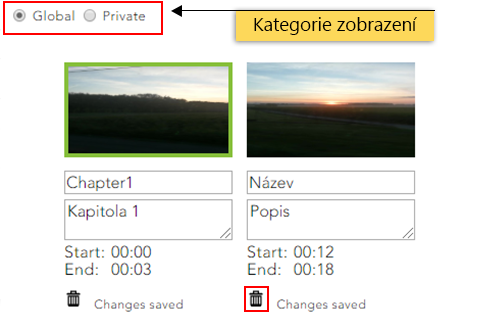 Global Private
Kategorie zobrazení
Chapter1 Název
Kapitola 1 Popis
Start: 00:00 Start: 00:12
End: 00:03 End: 00:18
Changes saved Changes saved